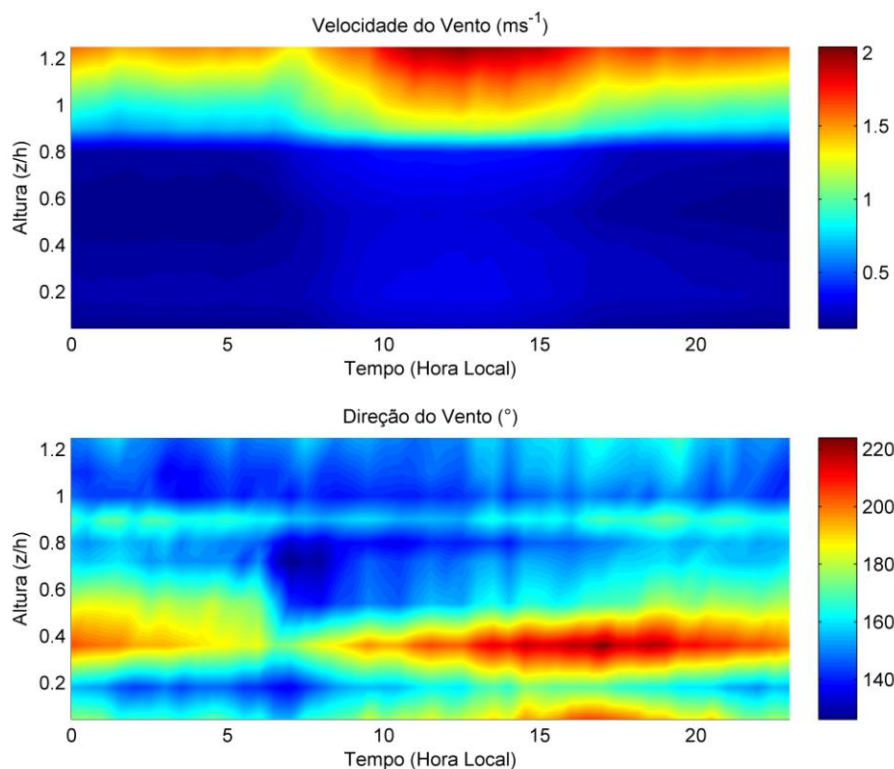 Velocidade do Vento (ms⁻¹)
1.2
1
0.8
0.6
0.4
0.2
Altura (z/h)
0 5 10 15 20
Tempo (Hora Local)
2
1.5
1
0.5
Direção do Vento (°)
1.2
1
0.8
0.6
0.4
0.2
Altura (z/h)
0 5 10 15 20
Tempo (Hora Local)
220
200
180
160
140